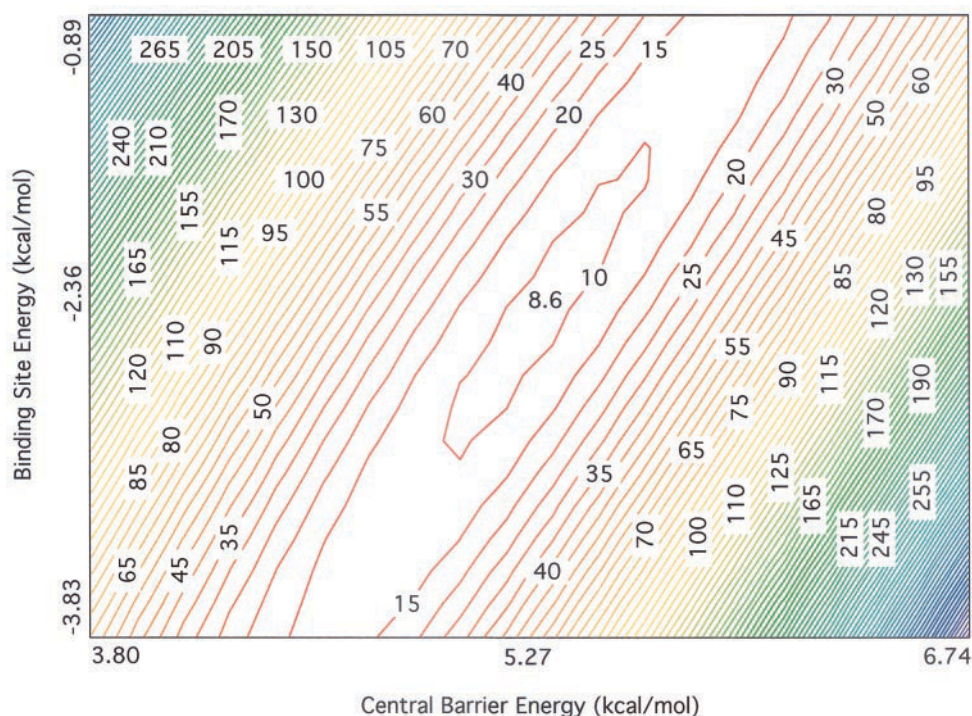 -0.89
265 205 150 105 70 25 15
40 30 60
240 210 170 130 60 20 50
75
155 100 30 20 95
55 80
165 115 95 45
Binding Site Energy (kcal/mol)
-2.36
8.6 10 25 85 130 155
120
120 110 90 55
50 90 115 190
80 75 170
85 35 65 125
255
65 45 35 70 100 110 165 215 245
40
-3.83
15
3.80 5.27 6.74
Central Barrier Energy (kcal/mol)